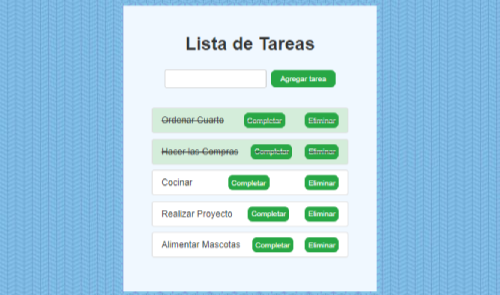 Lista de Tareas
Agregar tarea
Ordenar Cuarto Completar Eliminar
Hacer las Compras Completar Eliminar
Cocinar Completar Eliminar
Realizar Proyecto Completar Eliminar
Alimentar Mascotas Completar Eliminar